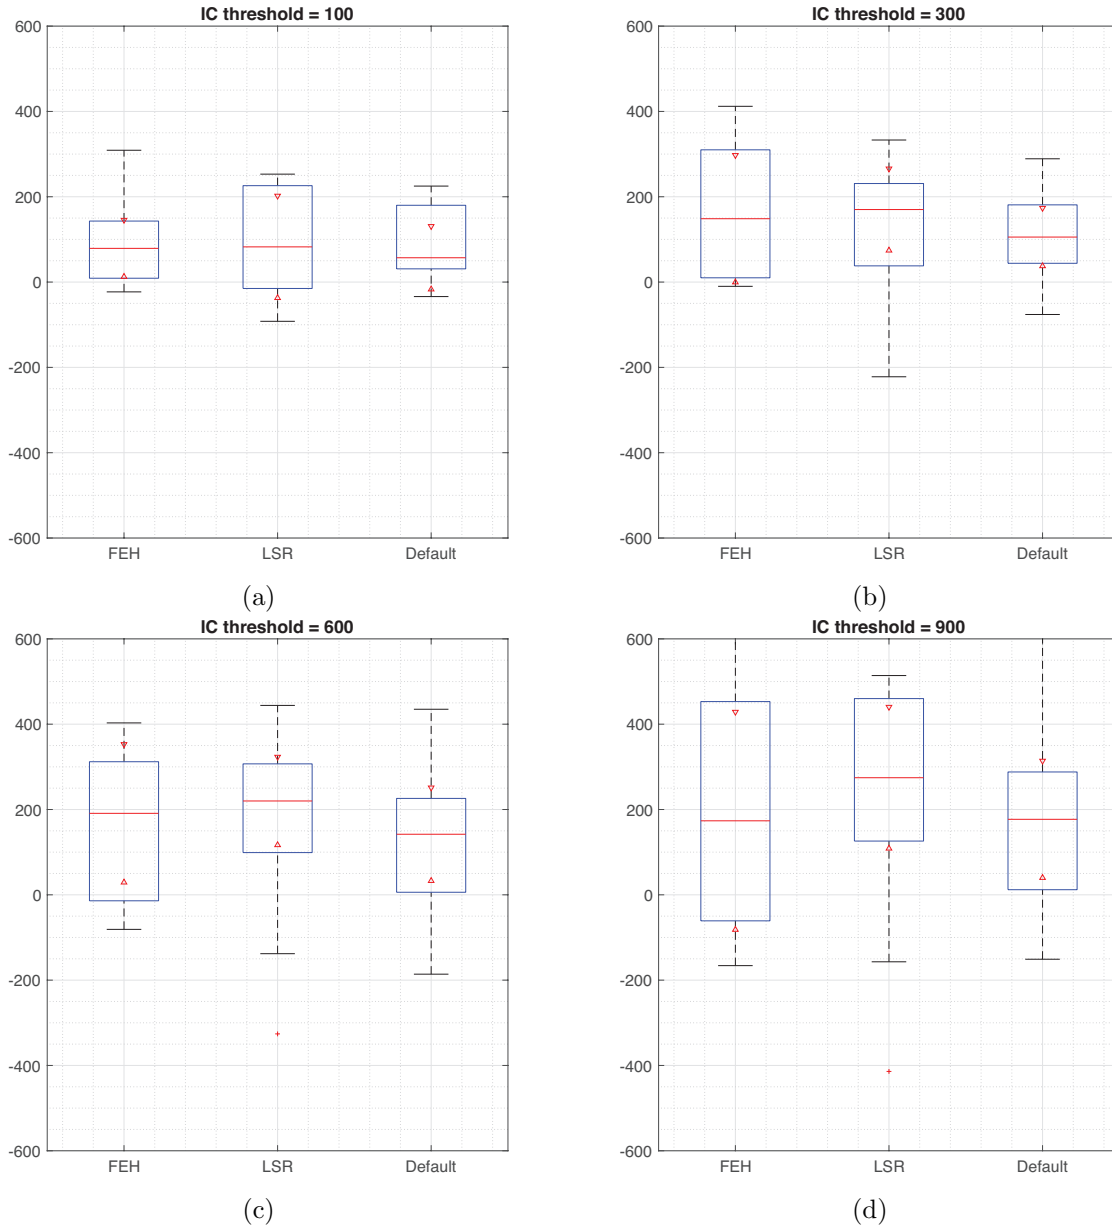 IC threshold = 100
600
400
200
0
-200
-400
-600
FEH LSR Default
(a)
IC threshold = 300
600
400
200
0
-200
-400
-600
FEH LSR Default
(b)
IC threshold = 600
600
400
200
0
-200
-400
-600
FEH LSR Default
(c)
IC threshold = 900
600
400
200
0
-200
-400
-600
FEH LSR Default
(d)